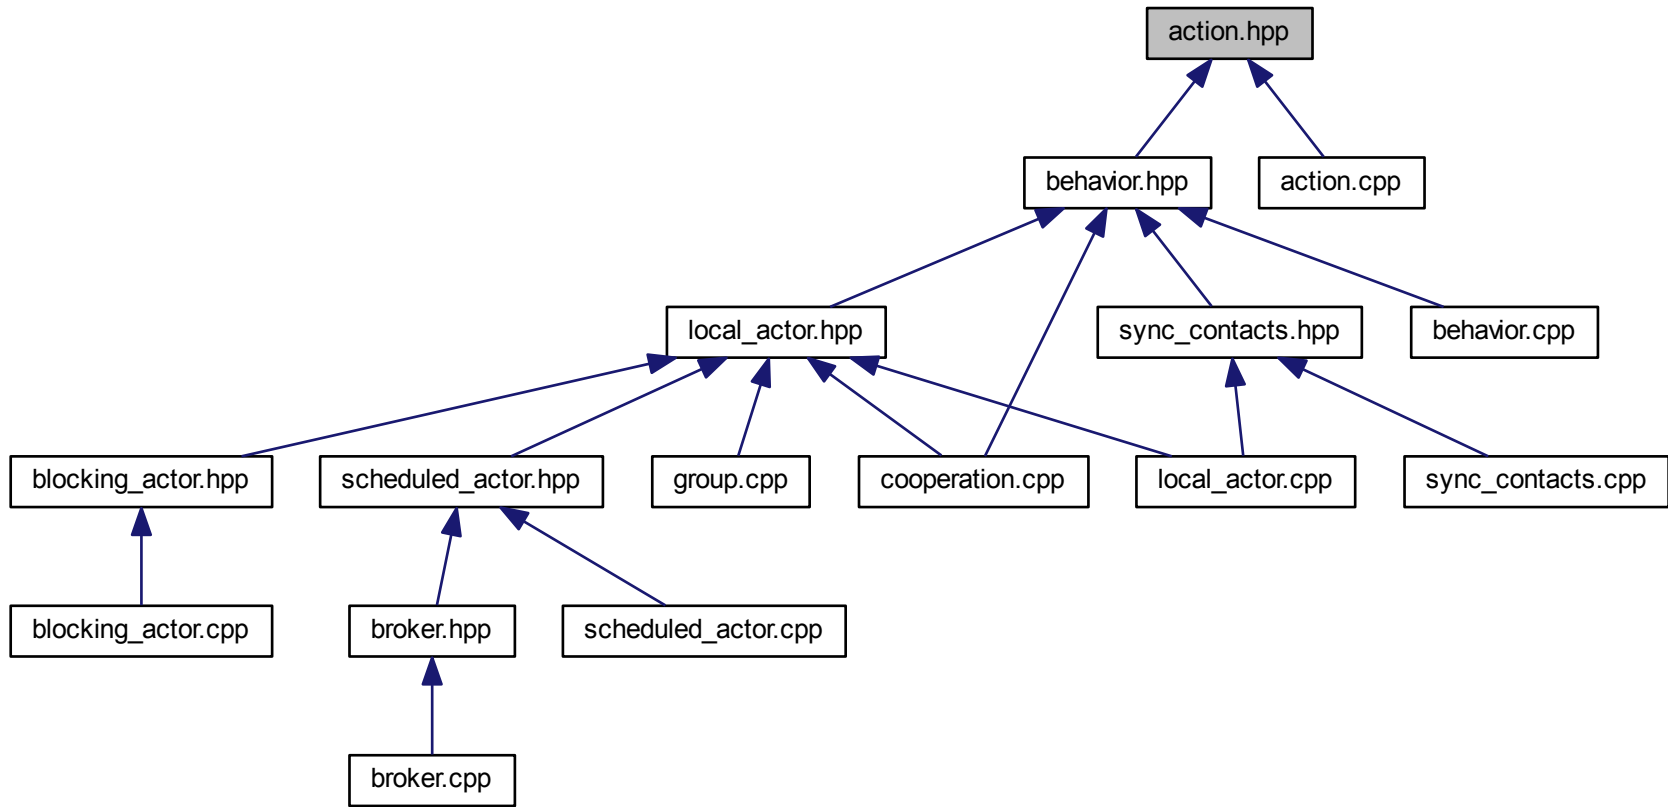 action.hpp
behavior.hpp
action.cpp
local_actor.hpp
sync_contacts.hpp
behavior.cpp
blocking_actor.hpp
scheduled_actor.hpp
group.cpp
cooperation.cpp
local_actor.cpp
sync_contacts.cpp
blocking_actor.cpp
broker.hpp
scheduled_actor.cpp
broker.cpp